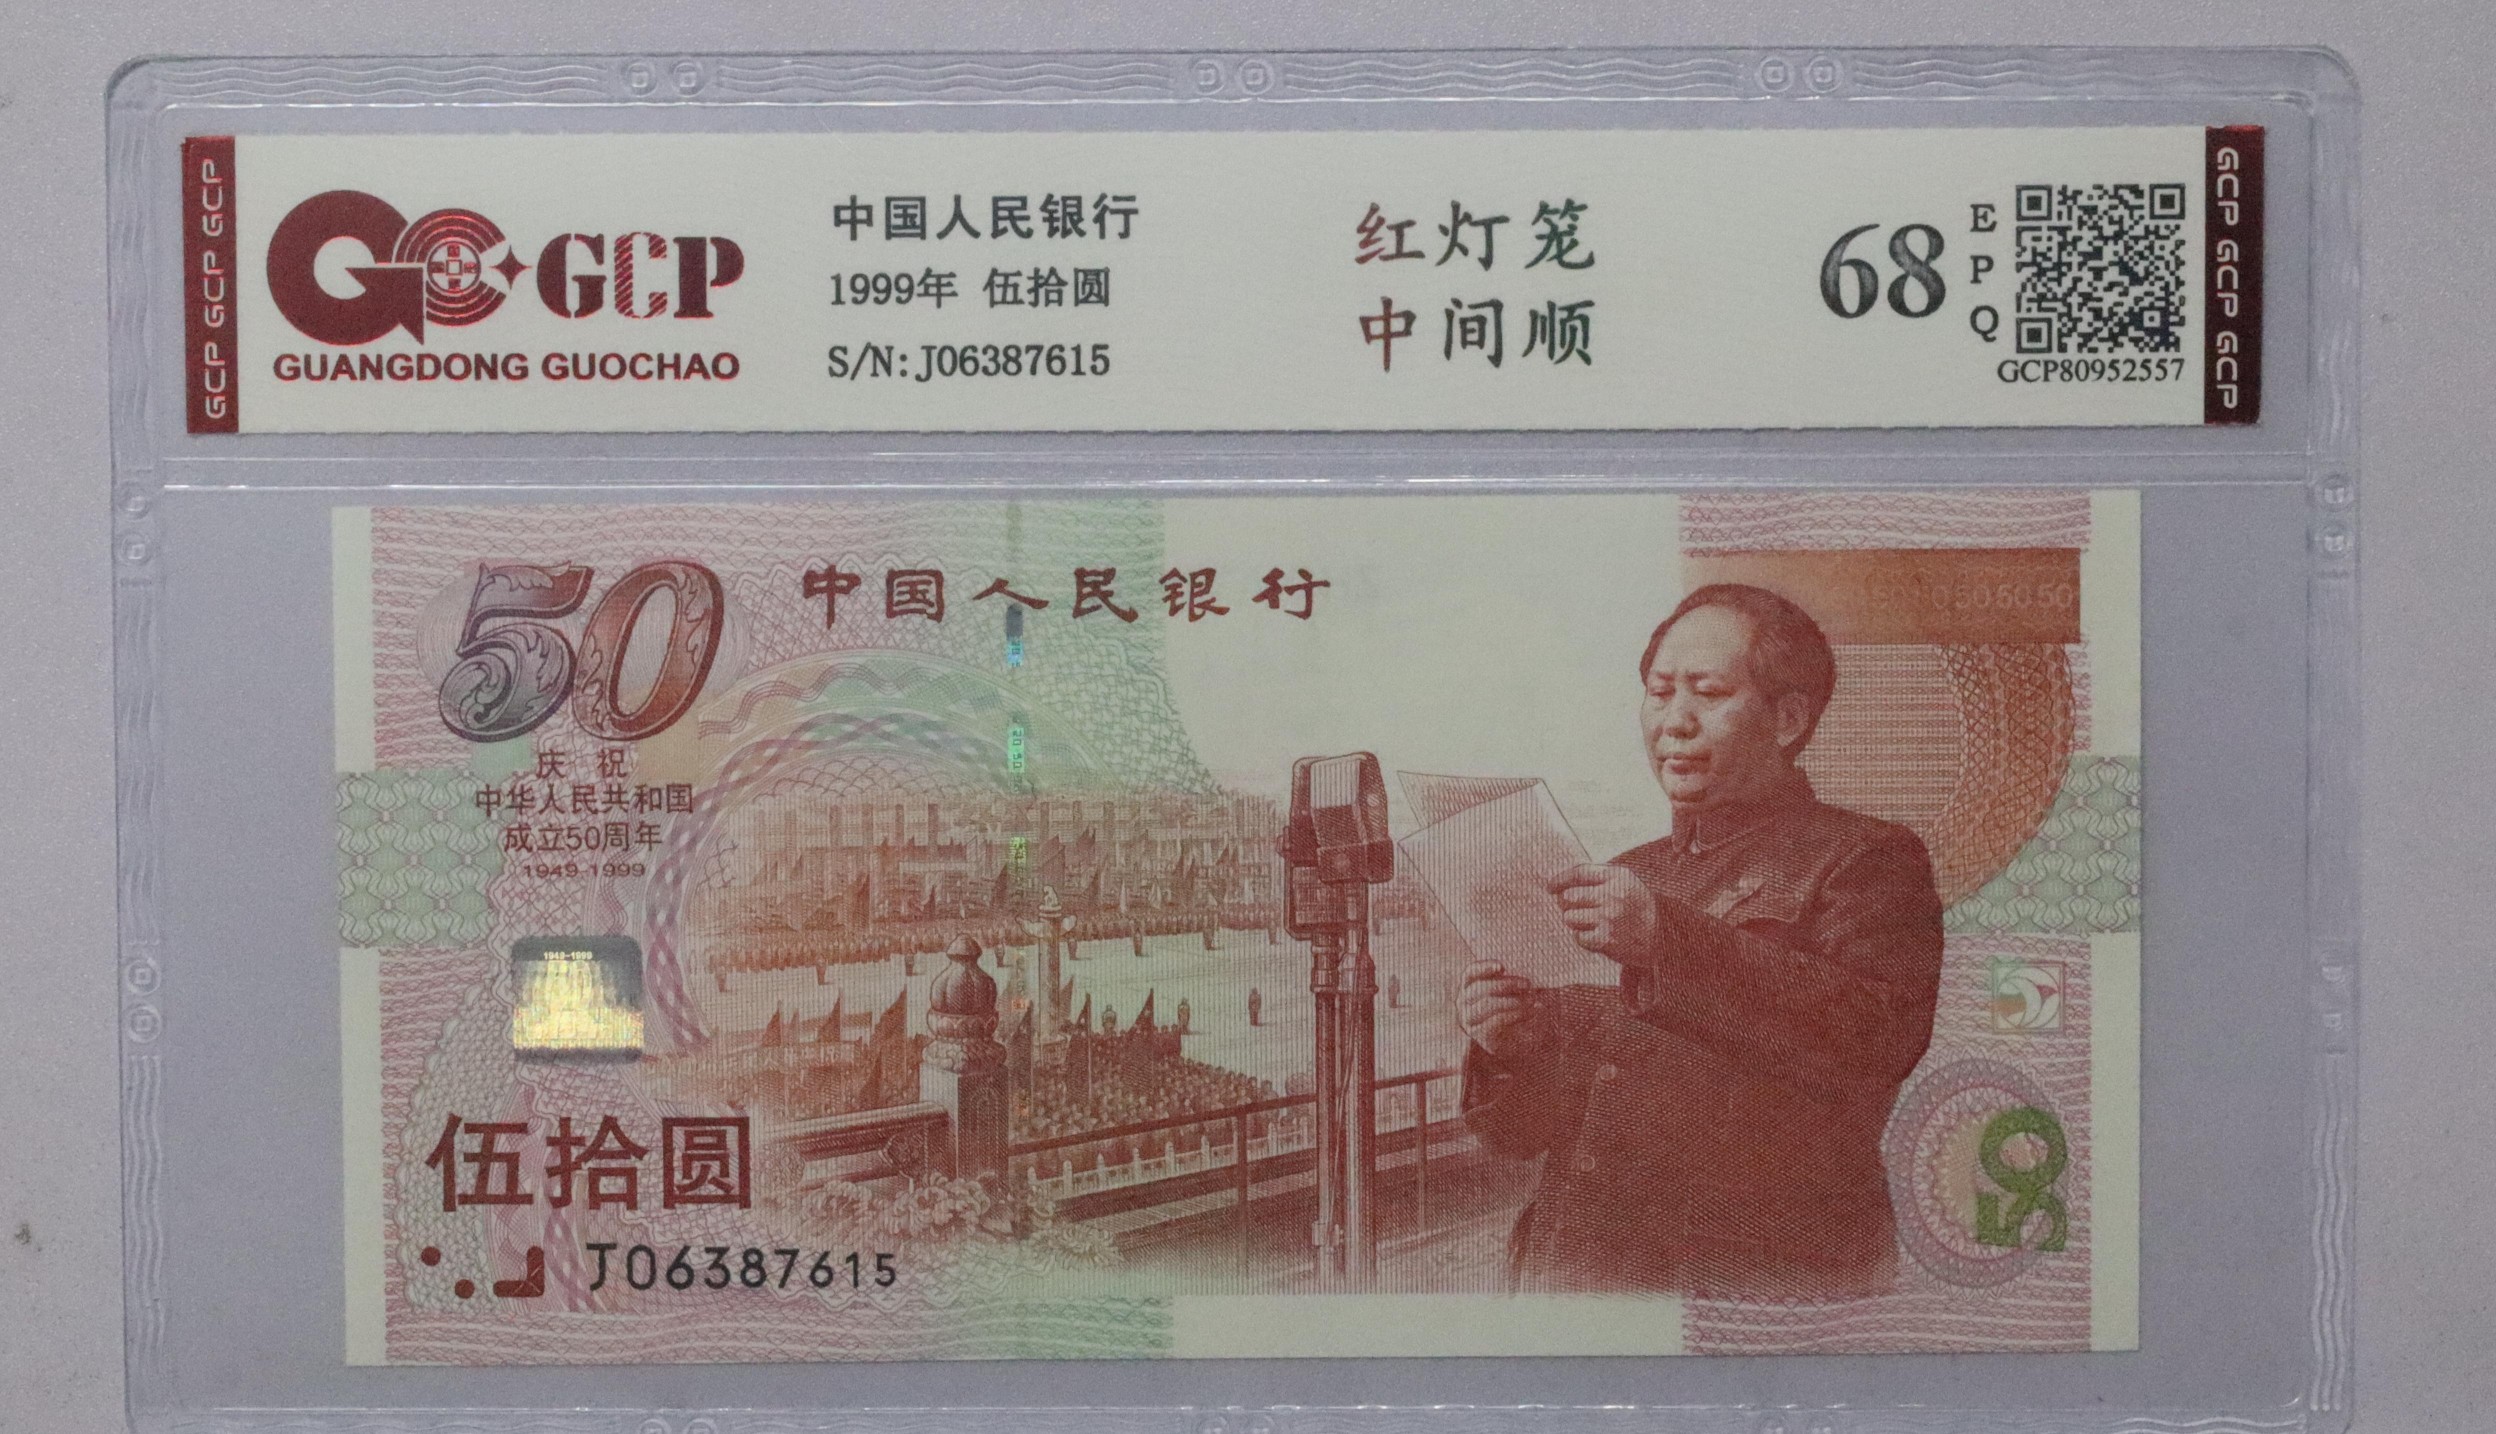 GCP GCP GCP
GCP
GUANGDONG GUOCHAO
中国人民银行
1999年 伍拾圆
S/N: J06387615
红灯笼
中间顺
68
EPQ
GCP80952557
GCP GCP GCP
50
中国人民银行
庆祝
中华人民共和国
成立50周年
1949-1999
1949-1999
伍拾圆
J06387615
50